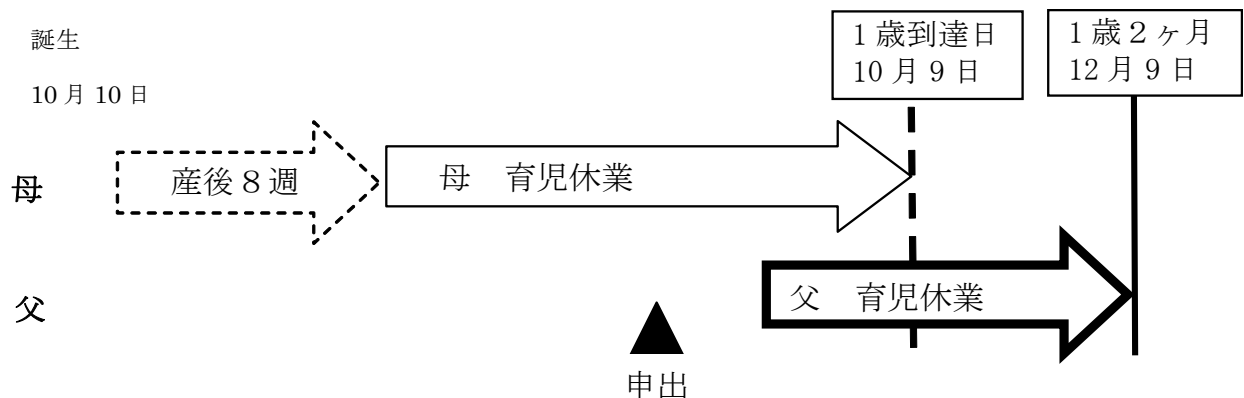 誕生
10月10日
1歳到達日
10月9日
1歳2ヶ月
12月9日
母
産後8週
母　育児休業
父
父　育児休業
申出